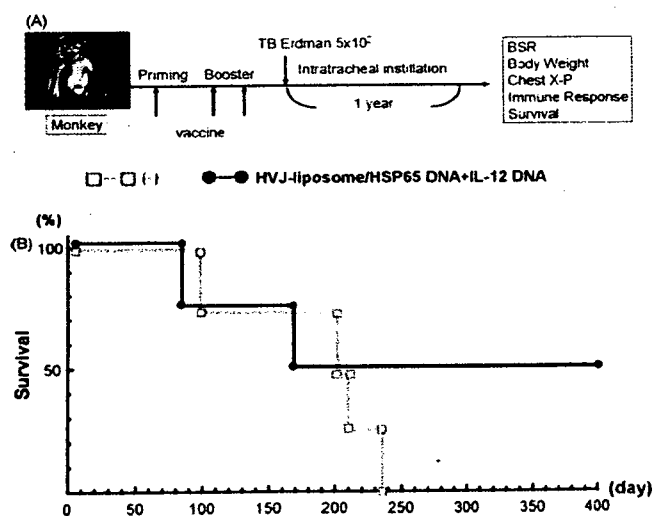 (A)
TB Erdman 5x10
Priming Booster Intratracheal instillation
Monkey
vaccine
1 year
BSR
Body Weight
Chest X-P
Immune Response
Survival
(-) HVJ-liposome/HSP65 DNA+IL-12 DNA
(%)
(B)
100
50
Survival
0 50 100 150 200 250 300 350 400 (day)